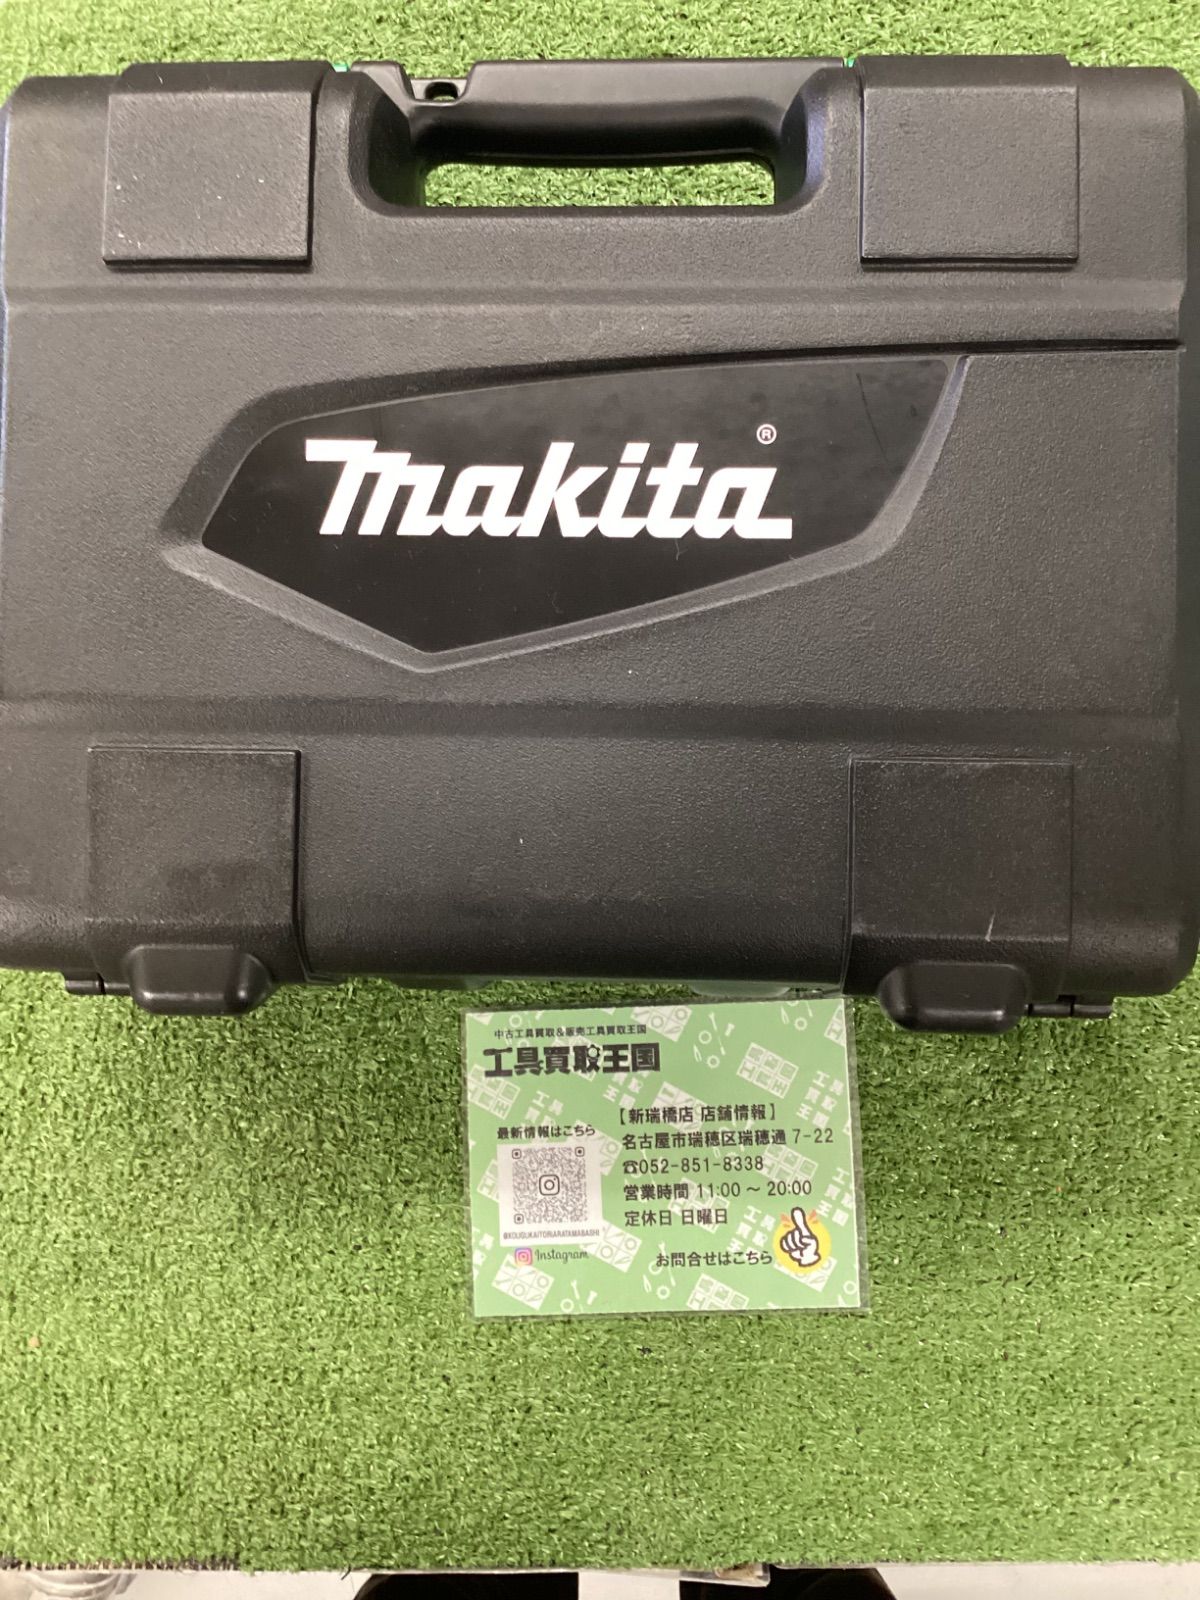 makita®
中古工具買取&販売工具買取王国
工具買取王国
最新情報はこちら
【新瑞橋店 店舗情報】
名古屋市瑞穂区瑞穂通 7-22
☎052-851-8338
営業時間 11:00 ～ 20:00
定休日 日曜日
@KOUGUKAITORIARATAMABASHI
Instagram
お問合せはこちら